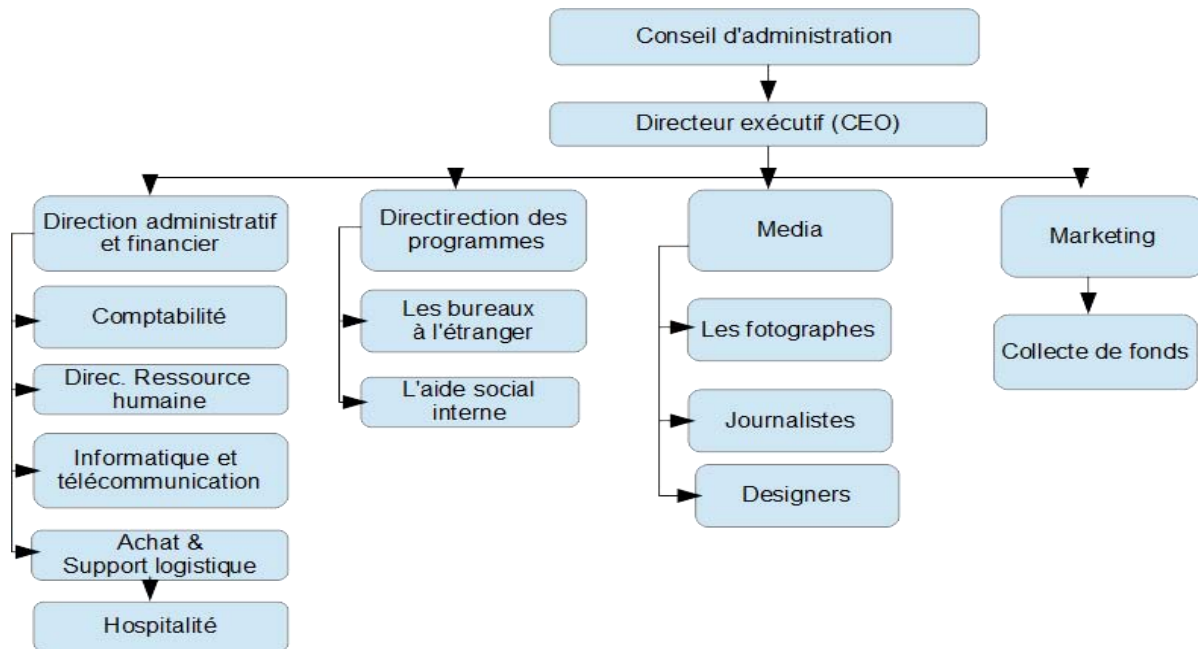 Conseil d'administration
Directeur exécutif (CEO)
Direction administratif
et financier
Comptabilité
Direc. Ressource
humaine
Informatique et
télécommunication
Achat &
Support logistique
Hospitalité
Directirection des
programmes
Les bureaux
à l'étranger
L'aide social
interne
Media
Les fotographes
Journalistes
Designers
Marketing
Collecte de fonds